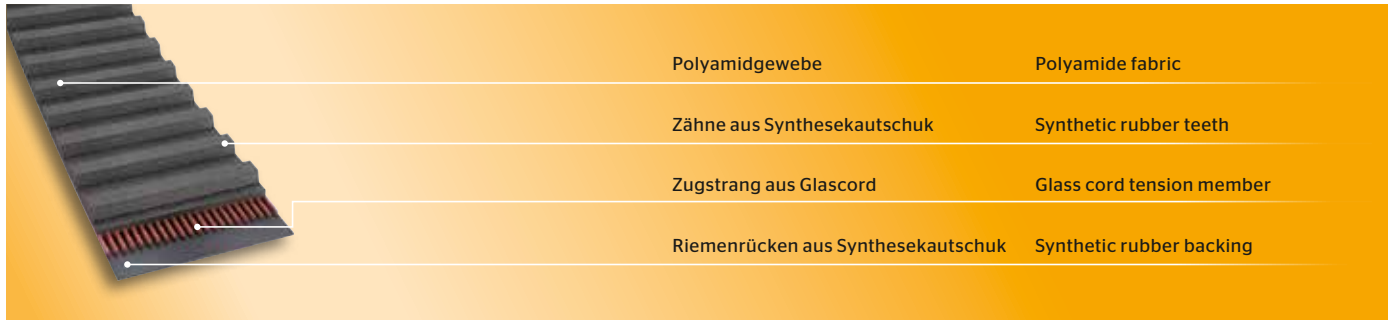 Polyamidgewebe Polyamide fabric
Zähne aus Synthesekautschuk Synthetic rubber teeth
Zugstrang aus Glascord Glass cord tension member
Riemenrücken aus Synthesekautschuk Synthetic rubber backing